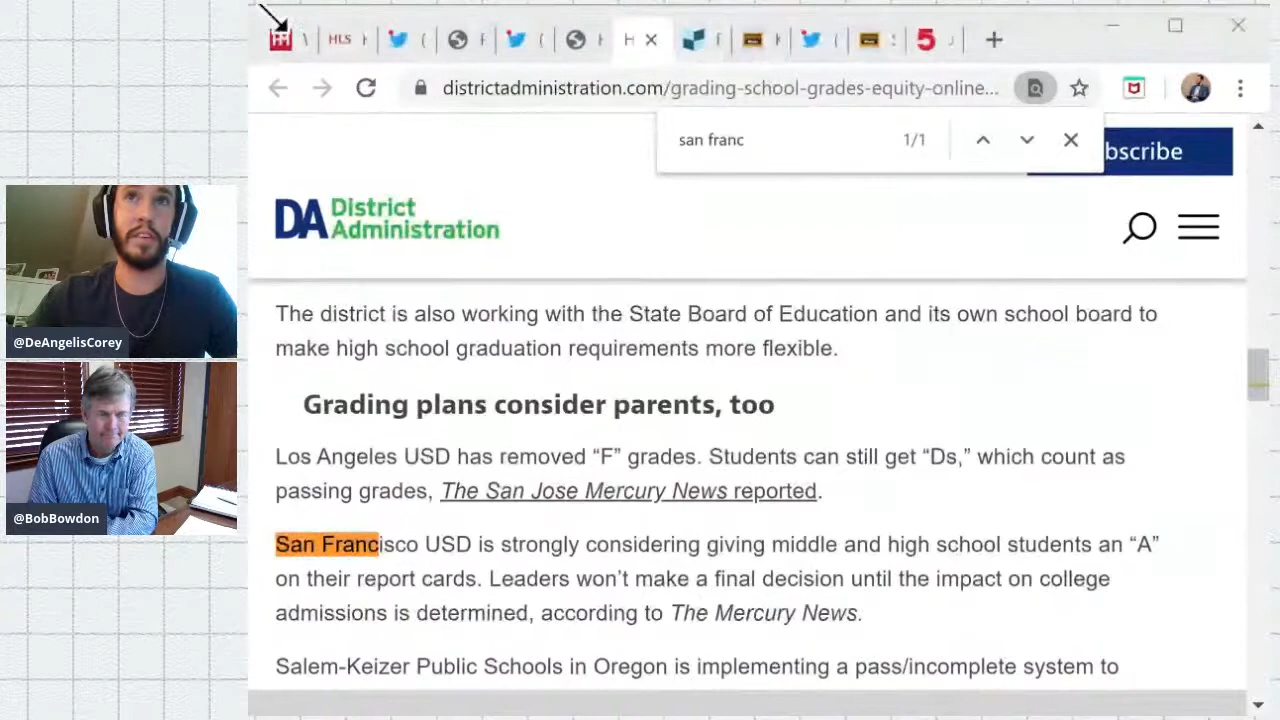 HLS
H
districtadministration.com/grading-school-grades-equity-online...
san franc
1/1
bscribe
DA District
Administration
The district is also working with the State Board of Education and its own school board to
make high school graduation requirements more flexible.
Grading plans consider parents, too
Los Angeles USD has removed “F” grades. Students can still get “Ds,” which count as
passing grades, The San Jose Mercury News reported.
San Francisco USD is strongly considering giving middle and high school students an “A”
on their report cards. Leaders won’t make a final decision until the impact on college
admissions is determined, according to The Mercury News.
Salem-Keizer Public Schools in Oregon is implementing a pass/incomplete system to
@DeAngelisCorey
@BobBowdon